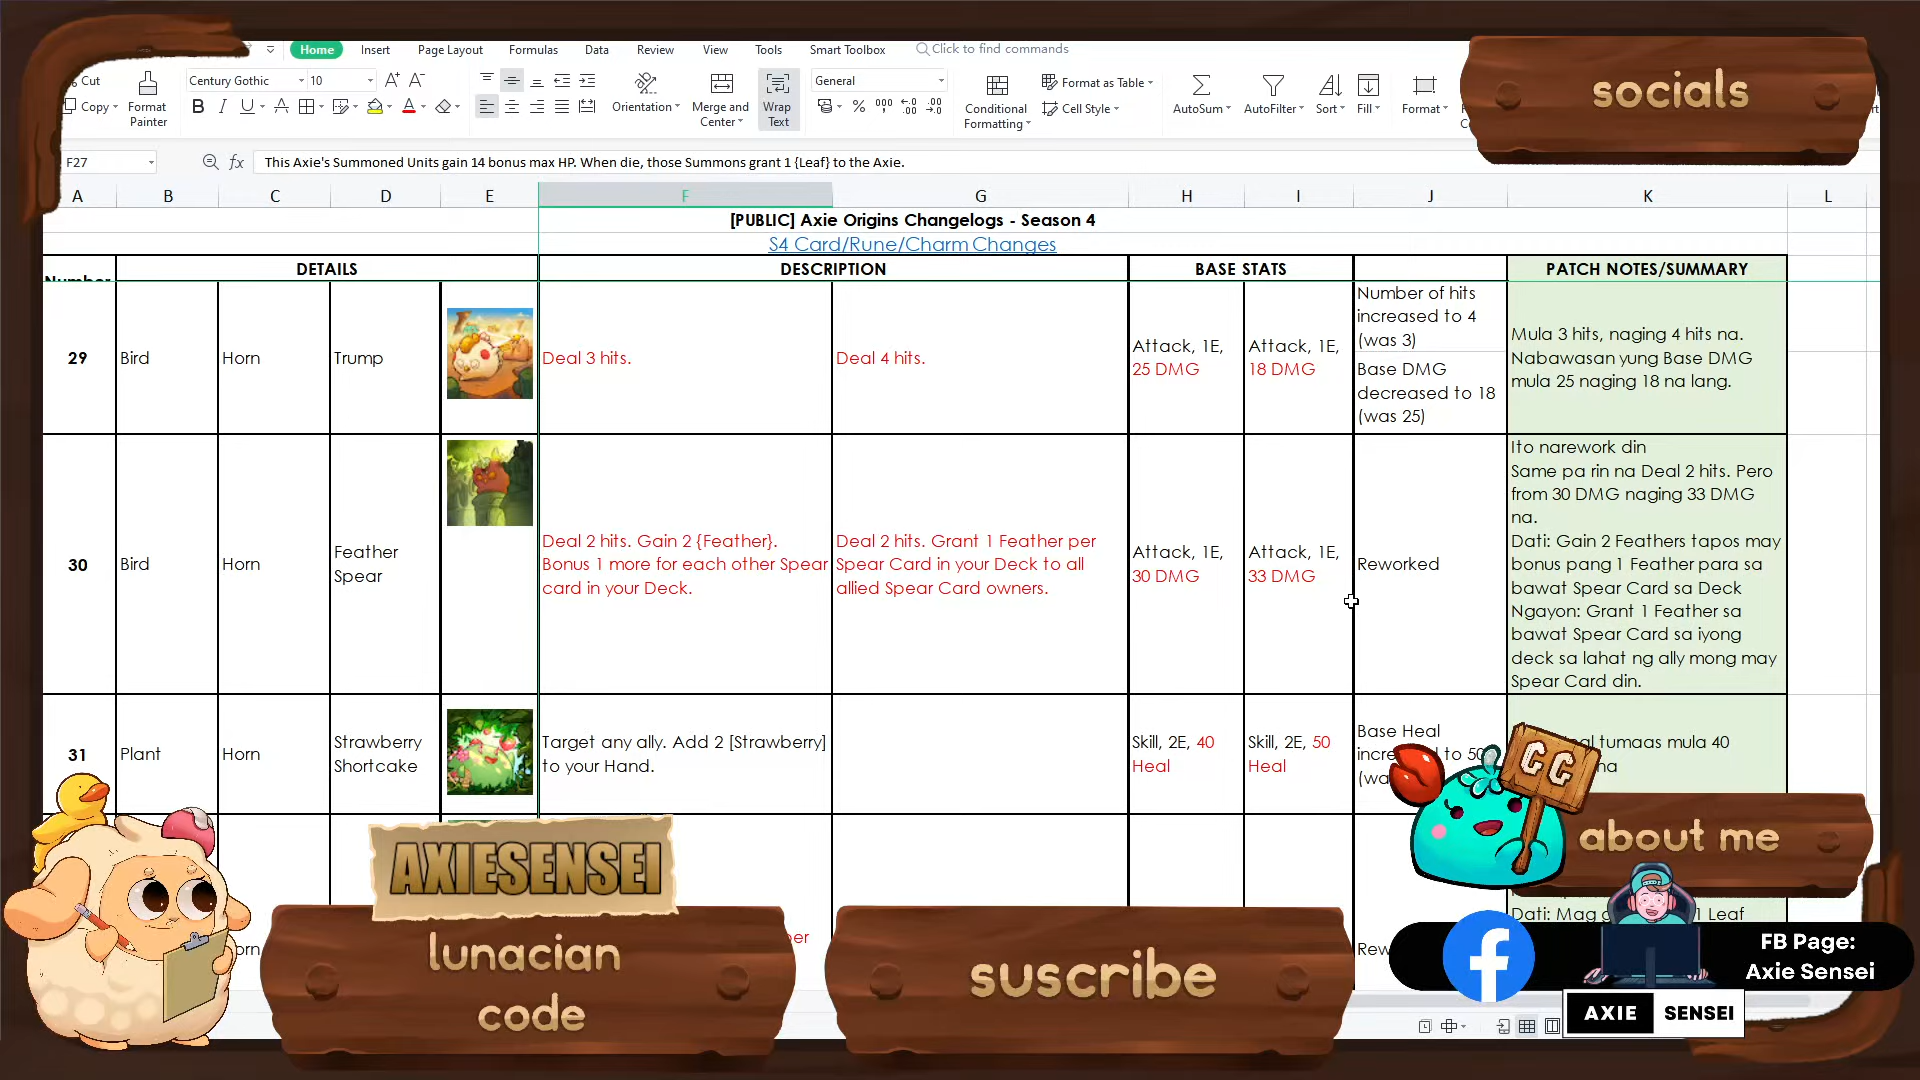 Home Insert Page Layout Formulas Data Review View Tools Smart Toolbox Click to find commands
socials
Cut
Copy
Format
Painter
Century Gothic 10
Orientation
Merge and
Center
Wrap
Text
General
Conditional
Formatting
Format as Table
Cell Style
AutoSum
AutoFilter
Sort
Fill
Format
F27
fx This Axie's Summoned Units gain 14 bonus max HP. When die, those Summons grant 1 {Leaf} to the Axie.
A B C D E F G H I J K L
[PUBLIC] Axie Origins Changelogs - Season 4
S4 Card/Rune/Charm Changes
Number
DETAILS DESCRIPTION BASE STATS PATCH NOTES/SUMMARY
29 Bird Horn Trump
Deal 3 hits.
Deal 4 hits.
Attack, 1E,
25 DMG
Attack, 1E,
18 DMG
Number of hits
increased to 4
(was 3)
Base DMG
decreased to 18
(was 25)
Mula 3 hits, naging 4 hits na.
Nabawasan yung Base DMG
mula 25 naging 18 na lang.
30 Bird Horn
Feather
Spear
Deal 2 hits. Gain 2 {Feather}.
Bonus 1 more for each other Spear
card in your Deck.
Deal 2 hits. Grant 1 Feather per
Spear Card in your Deck to all
allied Spear Card owners.
Attack, 1E,
30 DMG
Attack, 1E,
33 DMG
Reworked
Ito narework din
Same pa rin na Deal 2 hits. Pero
from 30 DMG naging 33 DMG
na.
Dati: Gain 2 Feathers tapos may
bonus pang 1 Feather para sa
bawat Spear Card sa Deck
Ngayon: Grant 1 Feather sa
bawat Spear Card sa iyong
deck sa lahat ng ally mong may
Spear Card din.
31 Plant Horn
Strawberry
Shortcake
Target any ally. Add 2 [Strawberry]
to your Hand.
Skill, 2E, 40
Heal
Skill, 2E, 50
Heal
Base Heal
to 50
tumaas mula 40
na
CC
about me
AXIESENSEI
lunacian
code
suscribe
Dati: 1 Leaf
FB Page:
Axie Sensei
AXIE SENSEI